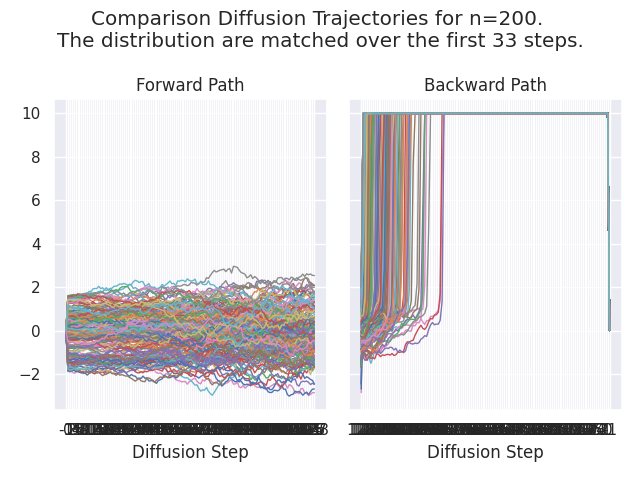 Comparison Diffusion Trajectories for n=200.
The distribution are matched over the first 33 steps.
Forward Path
Backward Path
10
8
6
4
2
0
−2
Diffusion Step
Diffusion Step